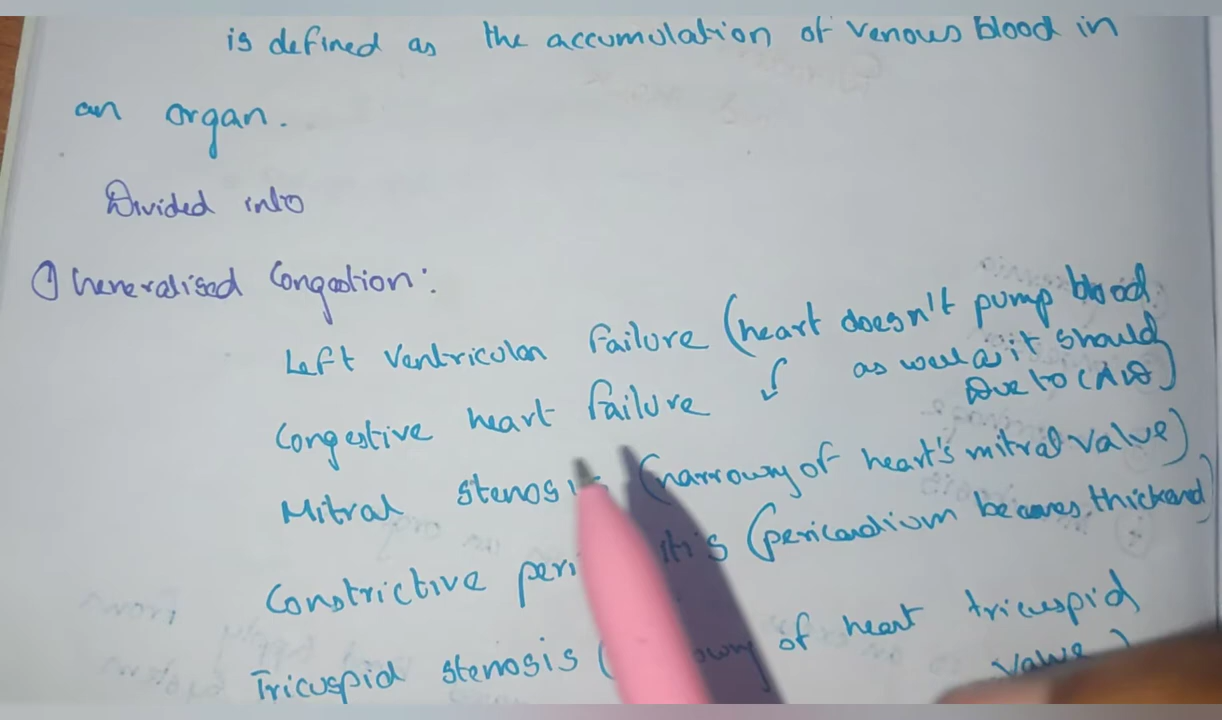 is defined as the accumulation of venous blood in
an organ.
Divided into
① Generalised Congestion:
Left ventricular failure (heart doesn't pump blood
as well as it should
Due to CAD)
Congestive heart failure
Mitral stenosis (narrowing of heart's mitral valve)
Constrictive (pericardium becomes thickened)
Tricuspid stenosis ( of heart tricuspid
valve)